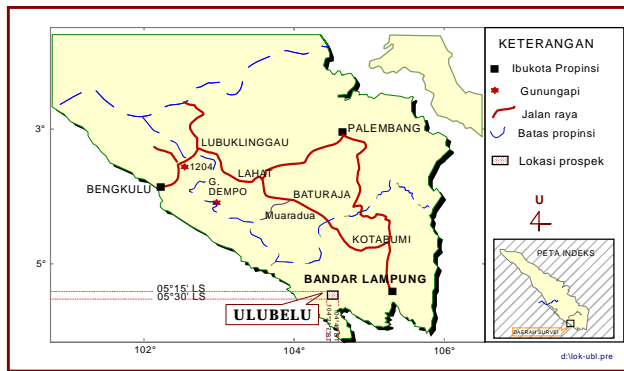 KETERANGAN
Ibukota Propinsi
Gunungapi
Jalan raya
Batas propinsi
Lokasi prospek
3°
PALEMBANG
LUBUKLINGGAU
1204
LAHAT
G.
DEMPO
BENGKULU
BATURAJA
Muaradua
KOTABUMI
U
5°
BANDAR LAMPUNG
05°15' LS
05°30' LS
ULUBELU
PETA INDEKS
DAERAH SURVEI
102°
104°
106°
d:\lok-ubl.pre